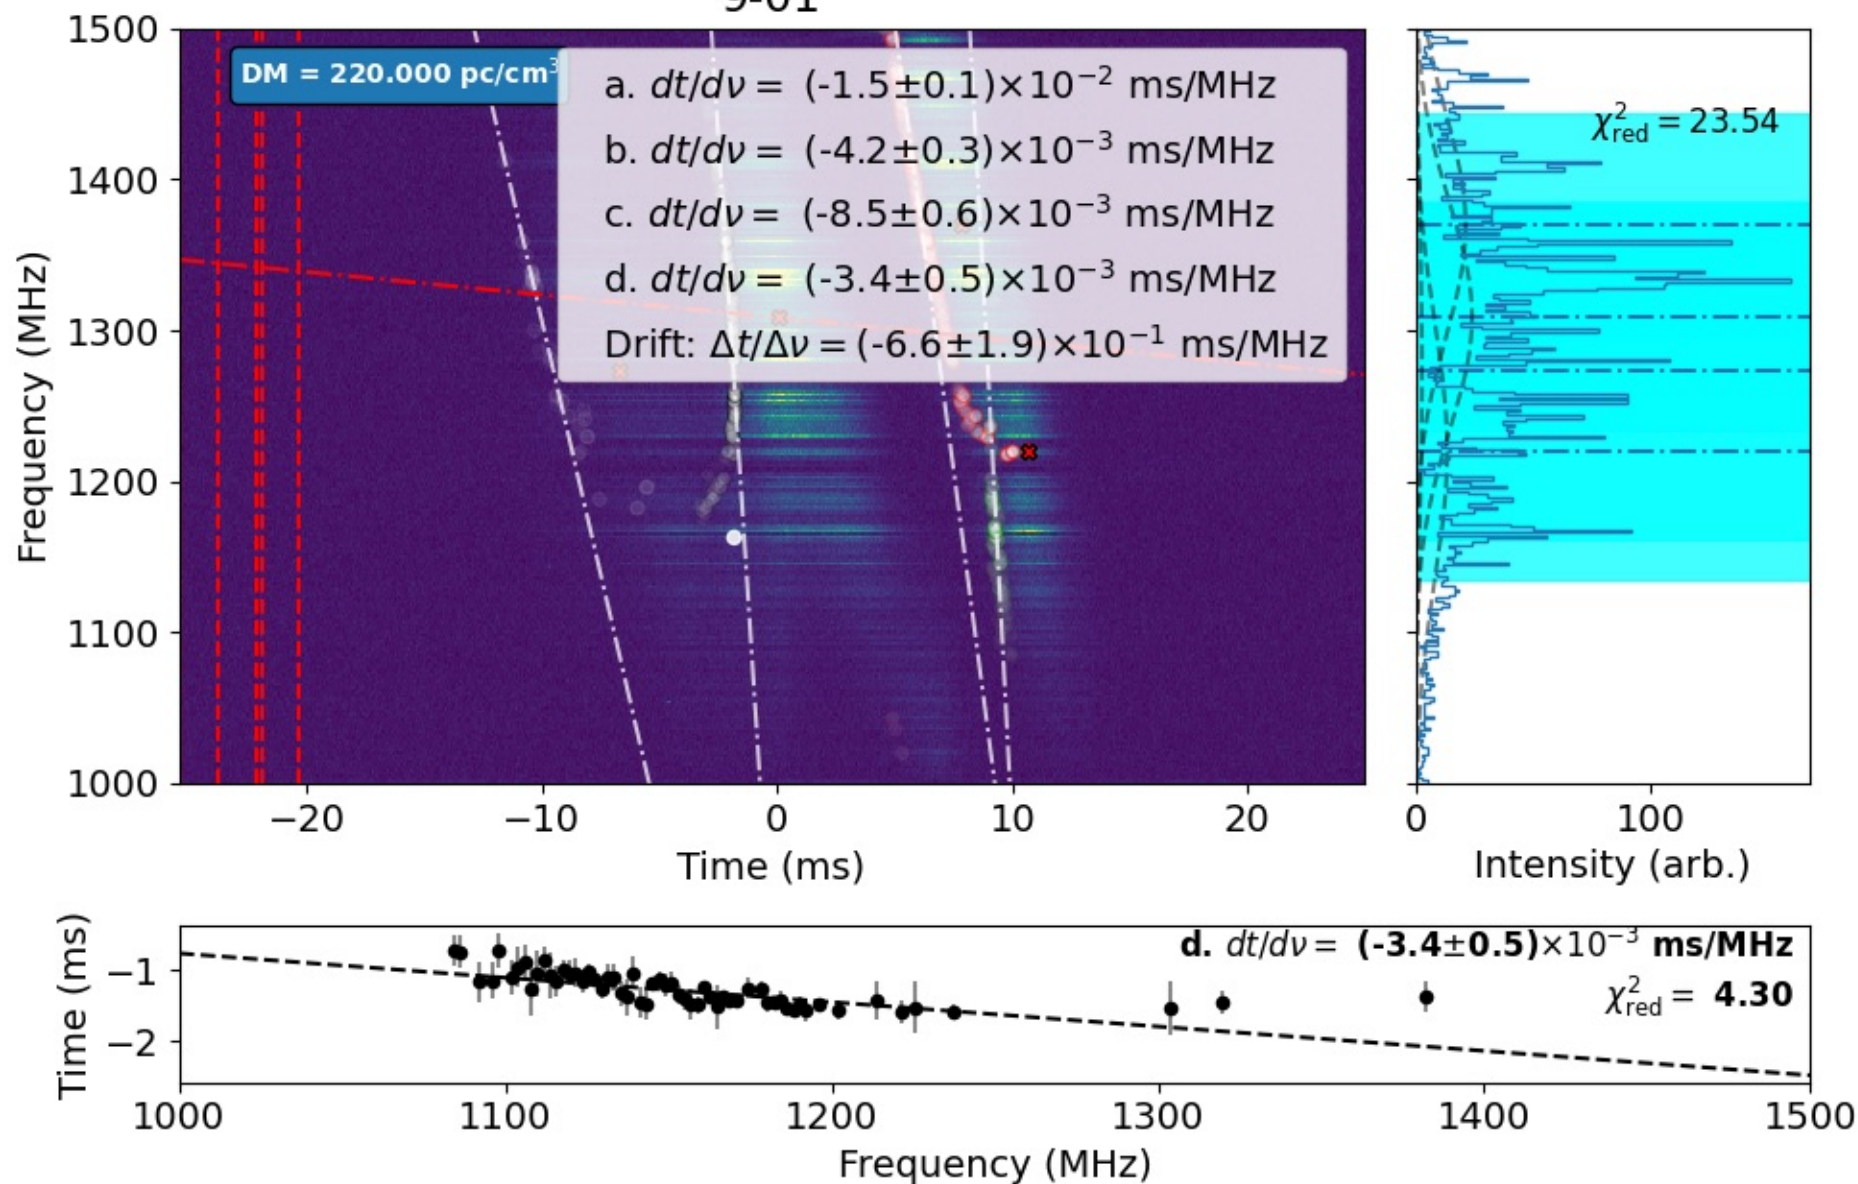 1500
1400
1300
1200
1100
1000
Frequency (MHz)
DM = 220.000 pc/cm³
a. dt/dν = (-1.5±0.1)×10⁻² ms/MHz
b. dt/dν = (-4.2±0.3)×10⁻³ ms/MHz
c. dt/dν = (-8.5±0.6)×10⁻³ ms/MHz
d. dt/dν = (-3.4±0.5)×10⁻³ ms/MHz
Drift: Δt/Δν = (-6.6±1.9)×10⁻¹ ms/MHz
−20 −10 0 10 20
Time (ms)
χ²red = 23.54
0 100
Intensity (arb.)
Time (ms)
−1
−2
d. dt/dν = (-3.4±0.5)×10⁻³ ms/MHz
χ²red = 4.30
1000 1100 1200 1300 1400 1500
Frequency (MHz)